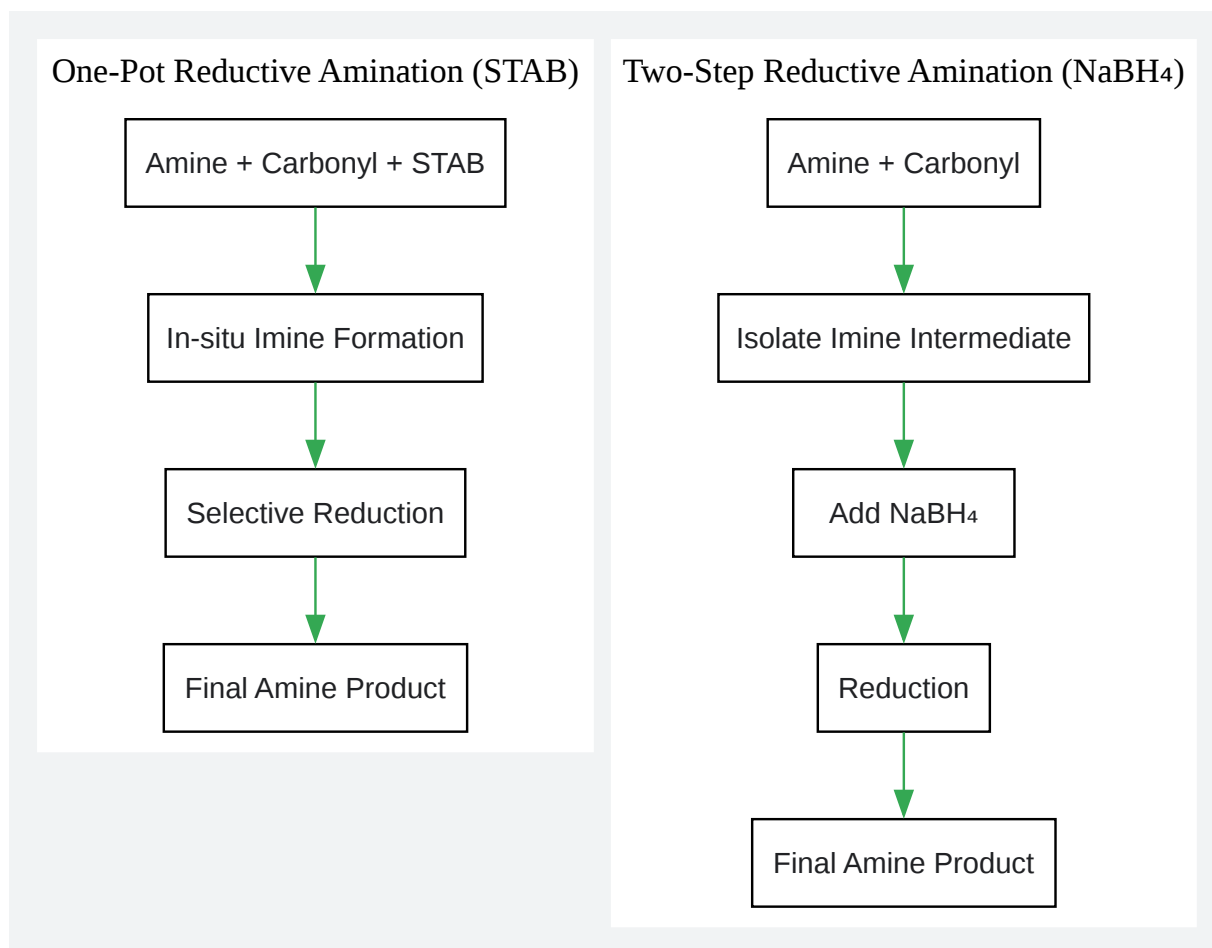 One-Pot Reductive Amination (STAB)
Amine + Carbonyl + STAB
In-situ Imine Formation
Selective Reduction
Final Amine Product
Two-Step Reductive Amination (NaBH₄)
Amine + Carbonyl
Isolate Imine Intermediate
Add NaBH₄
Reduction
Final Amine Product